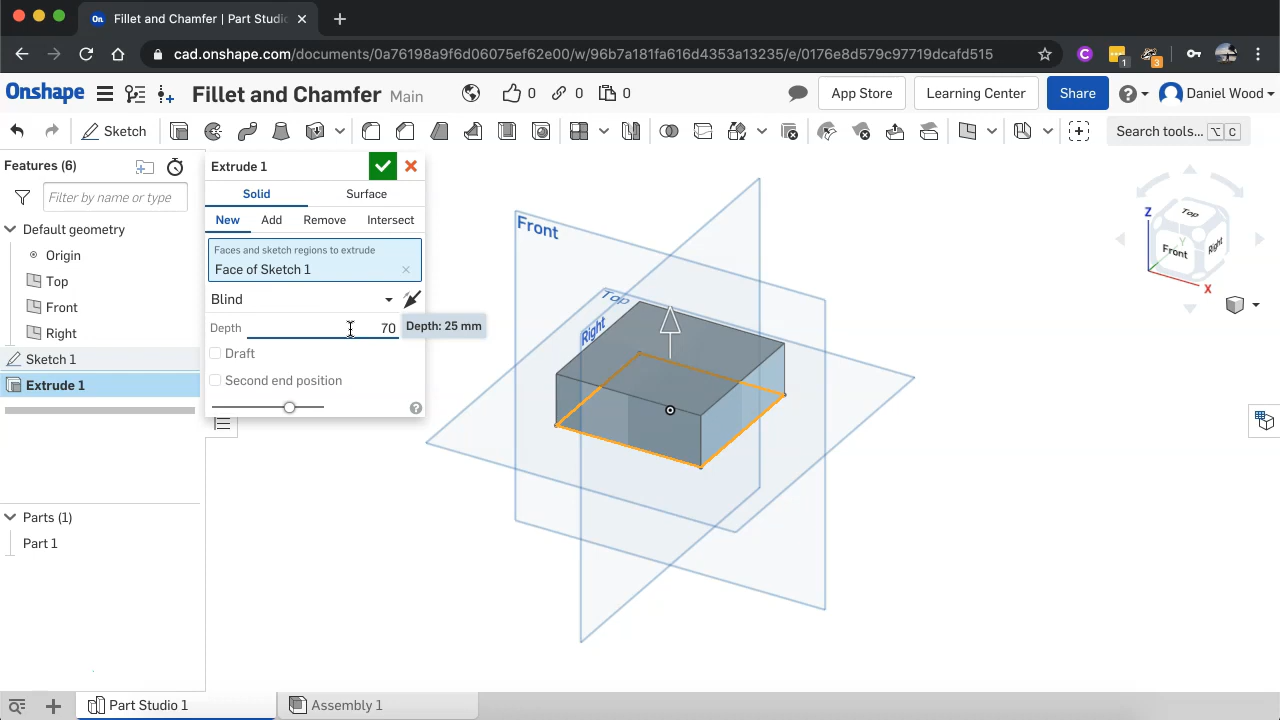 Fillet and Chamfer | Part Studio
cad.onshape.com/documents/0a76198a9f6d06075ef62e00/w/96b7a181fa616d4353a13235/e/0176e8d579c97719dcafd515
1
3
Onshape
Fillet and Chamfer Main
0
0
0
App Store
Learning Center
Share
Daniel Wood
Sketch
Search tools...
C
Features (6)
Filter by name or type
Default geometry
Origin
Top
Front
Right
Sketch 1
Extrude 1
Parts (1)
Part 1
Extrude 1
Solid
Surface
New
Add
Remove
Intersect
Faces and sketch regions to extrude
Face of Sketch 1
Blind
Depth
70
Depth: 25 mm
Draft
Second end position
Front
Top
Right
Z
Top
Y
Front
Right
X
Part Studio 1
Assembly 1